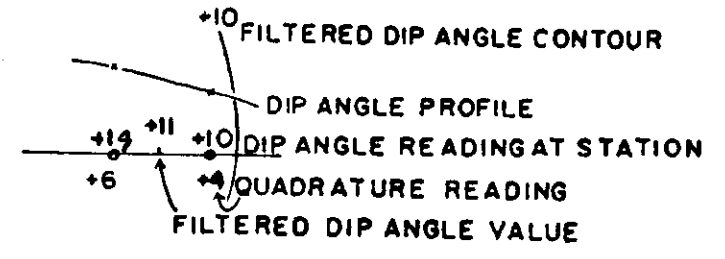 +10 FILTERED DIP ANGLE CONTOUR
DIP ANGLE PROFILE
+14 +11 +10 DIP ANGLE READING AT STATION
+6 +4 QUADRATURE READING
FILTERED DIP ANGLE VALUE